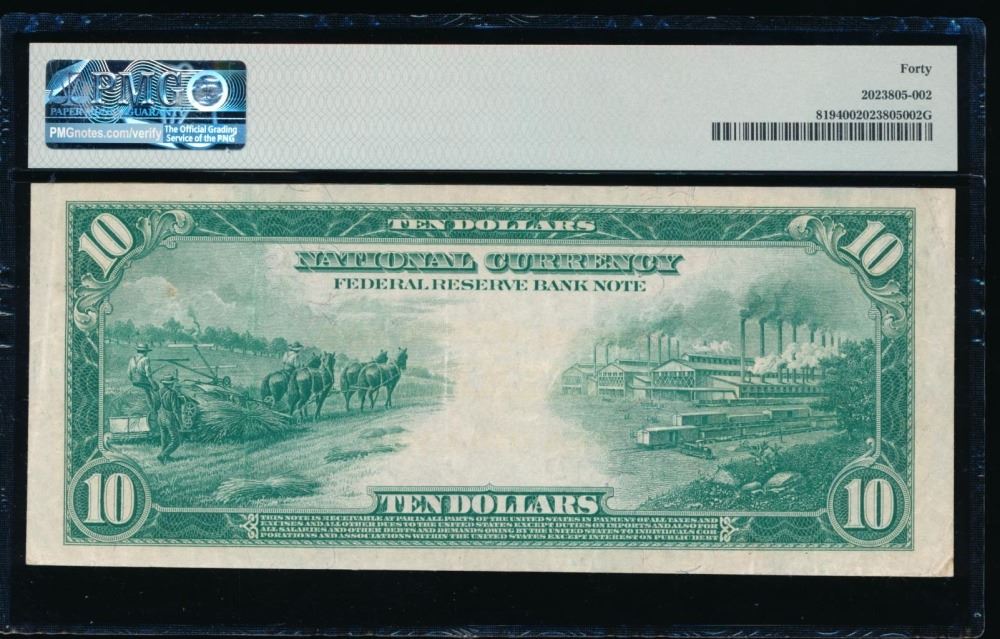 PMG
PAPER MONEY GUARANTY
PMGnotes.com/verify
The Official Grading
Service of the PNG
Forty
2023805-002
8194002023805002G
10
TEN DOLLARS
10
NATIONAL CURRENCY
FEDERAL RESERVE BANK NOTE
10
TEN DOLLARS
10
THIS NOTE IS RECEIVABLE AT PAR IN ALL PARTS OF THE UNITED STATES IN PAYMENT OF ALL TAXES AND
EXCISES AND ALL OTHER DUES TO THE UNITED STATES EXCEPT DUTIES ON IMPORTS AND ALSO FOR
ALL SALARIES AND OTHER DEBTS AND DEMANDS OWING BY THE UNITED STATES TO INDIVIDUALS COR
PORATIONS AND ASSOCIATIONS WITHIN THE UNITED STATES EXCEPT INTEREST ON PUBLIC DEBT